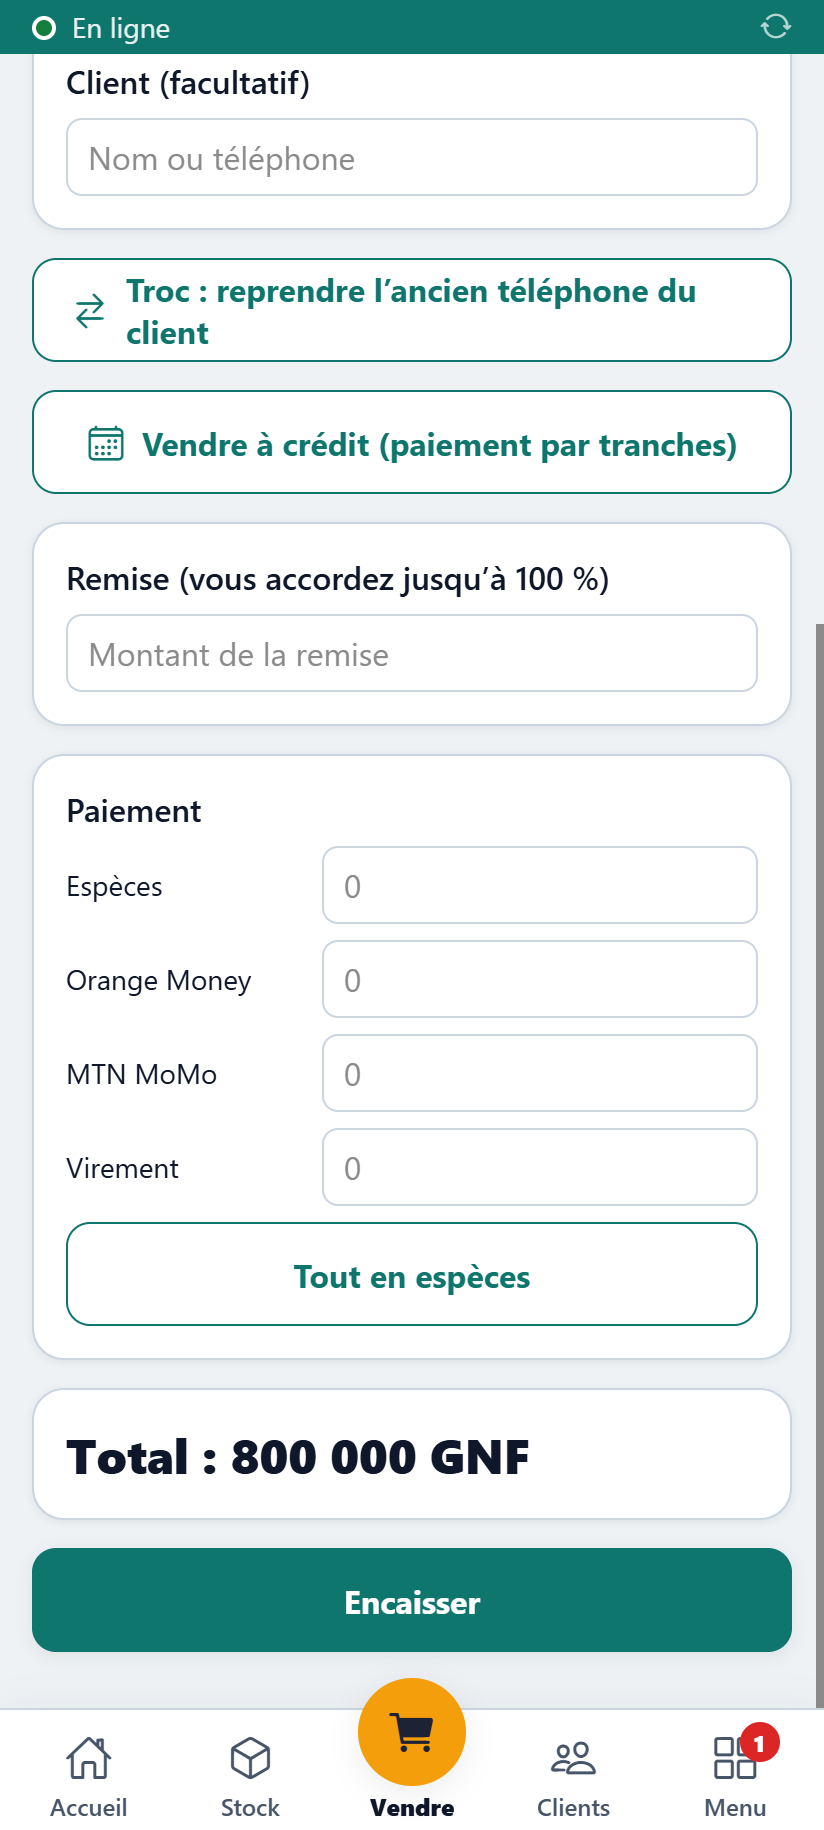 En ligne
Client (facultatif)
Nom ou téléphone
Troc : reprendre l’ancien téléphone du
client
Vendre à crédit (paiement par tranches)
Remise (vous accordez jusqu’à 100 %)
Montant de la remise
Paiement
Espèces
0
Orange Money
0
MTN MoMo
0
Virement
0
Tout en espèces
Total : 800 000 GNF
Encaisser
1
Accueil
Stock
Vendre
Clients
Menu